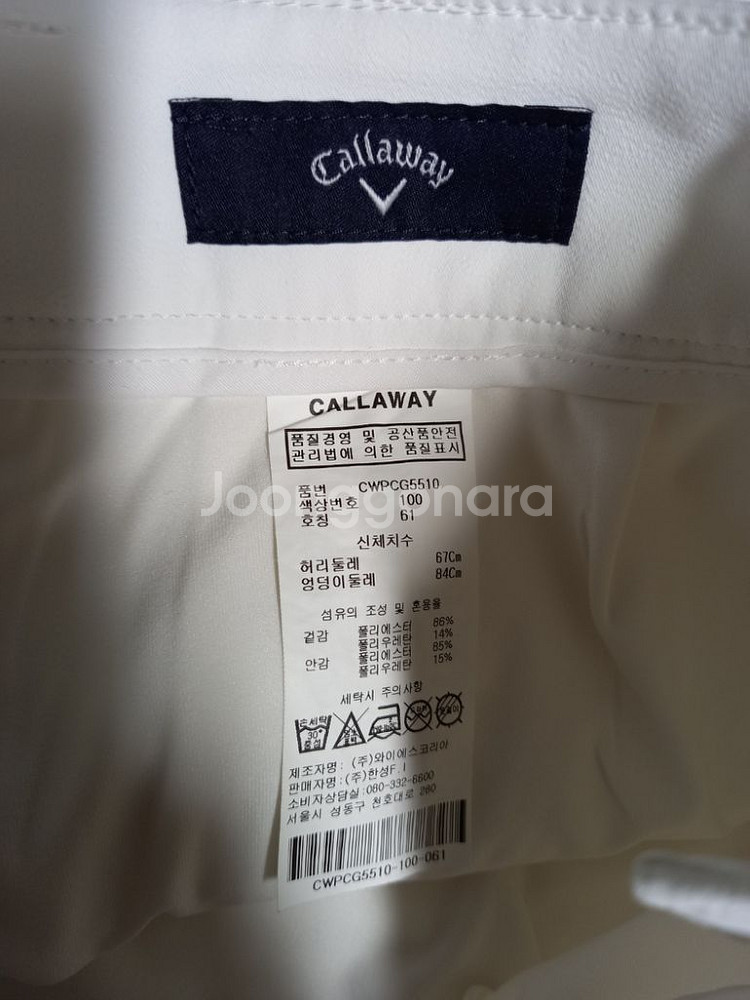 Callaway
CALLAWAY
품질경영 및 공산품안전
관리법에 의한 품질표시
품번 CWPCG5510
색상번호 100
호칭 61
Joonggonara
신체치수
허리둘레 67Cm
엉덩이둘레 84Cm
섬유의 조성 및 혼용율
겉감 폴리에스터 86%
폴리우레탄 14%
안감 폴리에스터 85%
폴리우레탄 15%
세탁시 주의사항
손세탁
30°
중성
제조자명: (주)와이에스코리아
판매자명:(주)한성F.I
소비자상담실:080-332-6600
서울시 성동구 천호대로 280
CWPCG5510-100-061